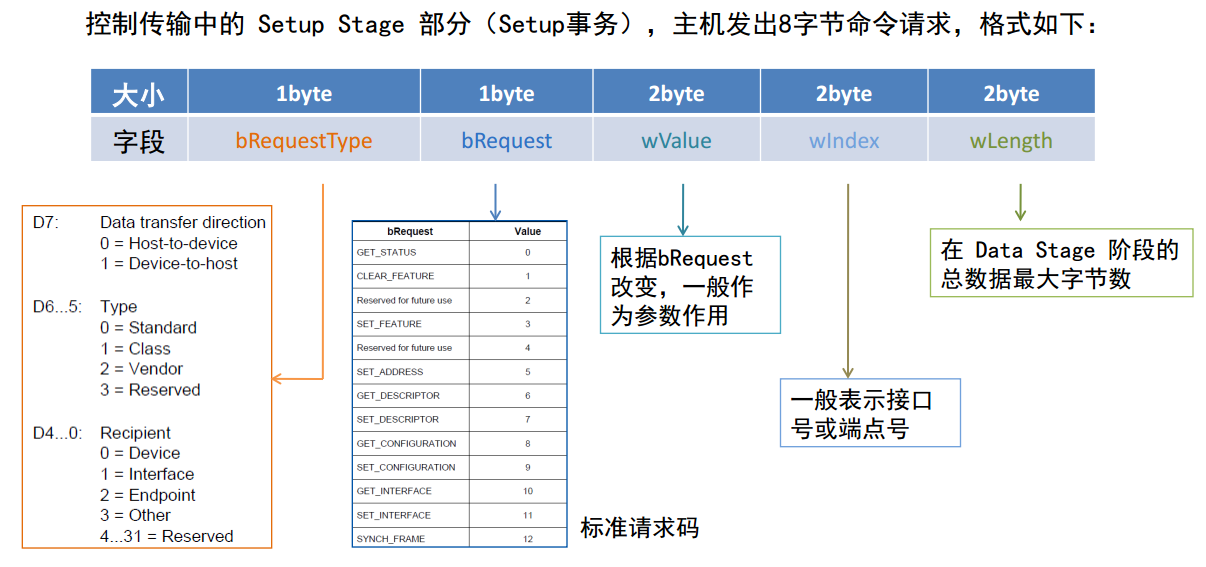 控制传输中的 Setup Stage 部分（Setup事务），主机发出8字节命令请求，格式如下：
大小 1byte 1byte 2byte 2byte 2byte
字段 bRequestType bRequest wValue wIndex wLength
D7: Data transfer direction
0 = Host-to-device
1 = Device-to-host
D6...5: Type
0 = Standard
1 = Class
2 = Vendor
3 = Reserved
D4...0: Recipient
0 = Device
1 = Interface
2 = Endpoint
3 = Other
4...31 = Reserved
bRequest Value
GET_STATUS 0
CLEAR_FEATURE 1
Reserved for future use 2
SET_FEATURE 3
Reserved for future use 4
SET_ADDRESS 5
GET_DESCRIPTOR 6
SET_DESCRIPTOR 7
GET_CONFIGURATION 8
SET_CONFIGURATION 9
GET_INTERFACE 10
SET_INTERFACE 11
SYNCH_FRAME 12
标准请求码
根据bRequest
改变，一般作
为参数作用
一般表示接口
号或端点号
在 Data Stage 阶段的
总数据最大字节数